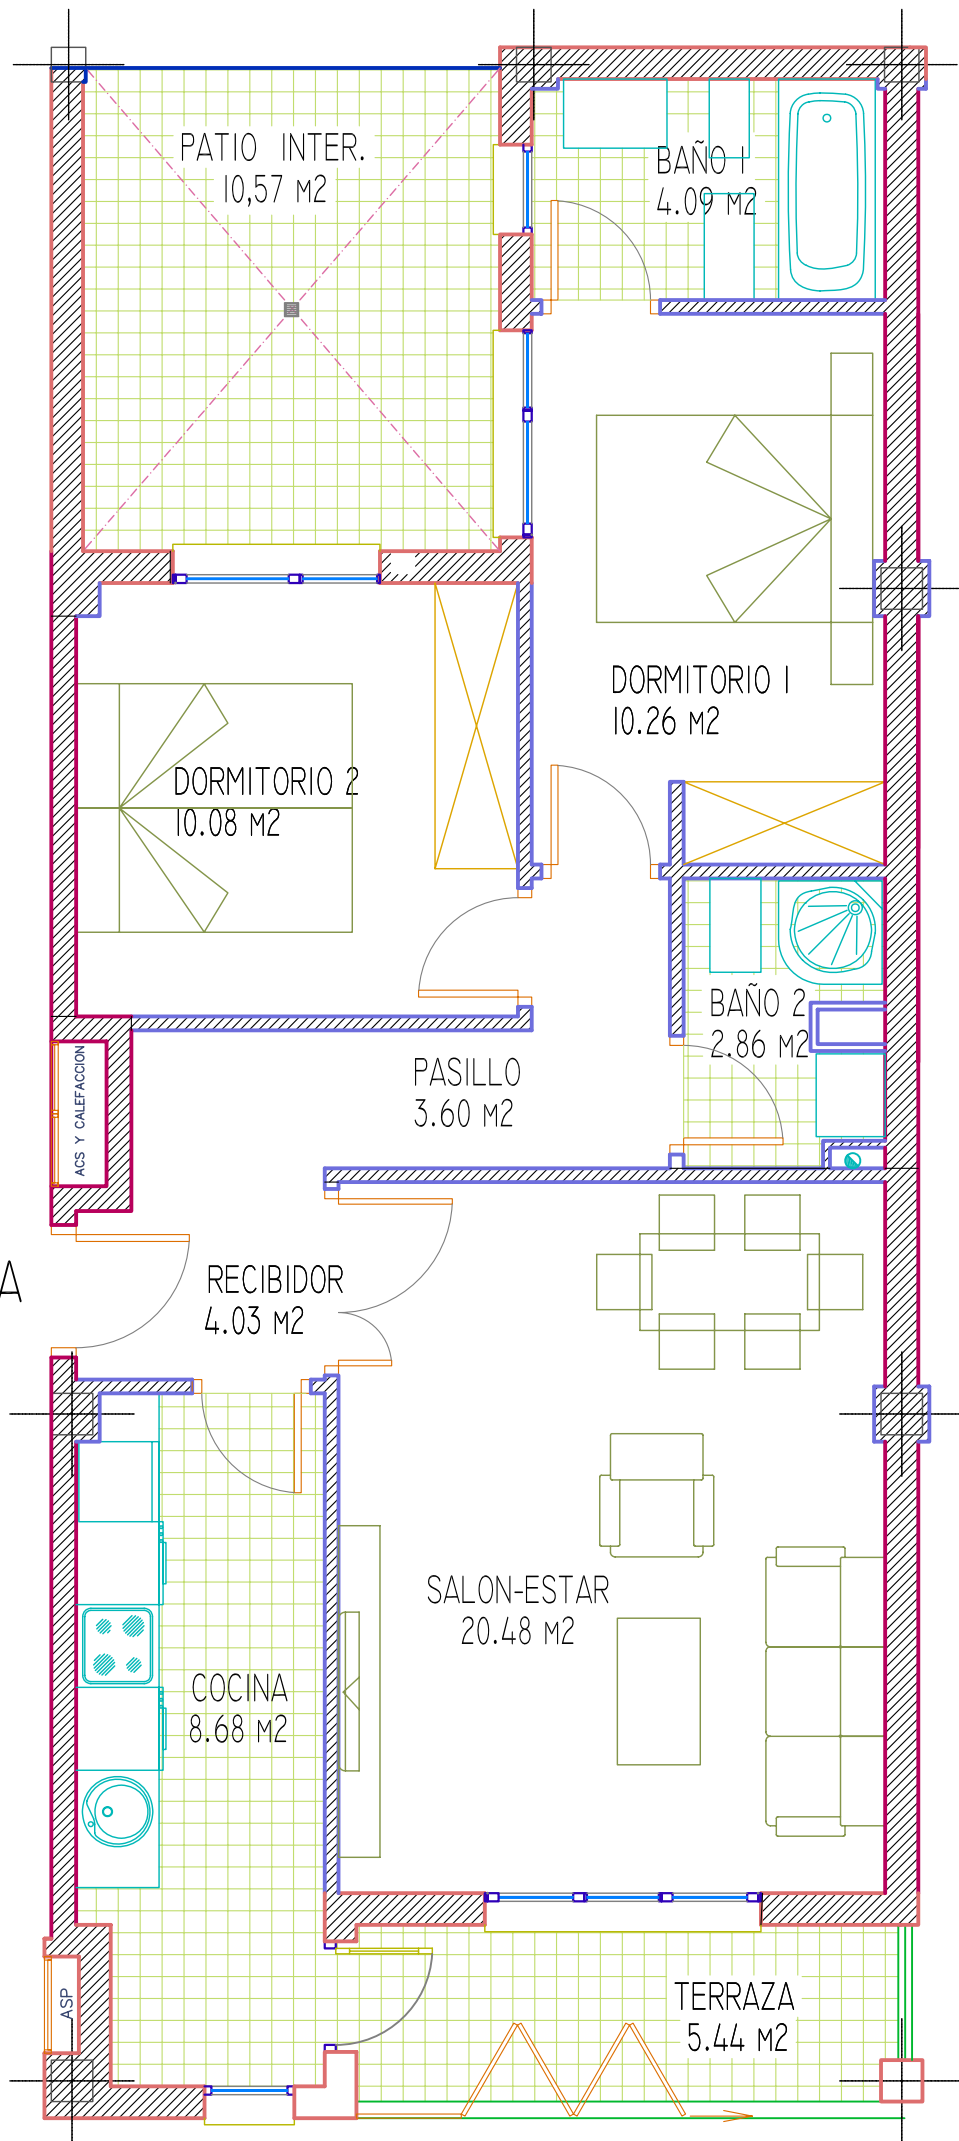 PATIO INTER.
10,57 M2
BAÑO 1
4.09 M2
DORMITORIO 1
10.26 M2
DORMITORIO 2
10.08 M2
BAÑO 2
2.86 M2
PASILLO
3.60 M2
ACS Y CALEFACCION
RECIBIDOR
4.03 M2
A
SALON-ESTAR
20.48 M2
COCINA
8.68 M2
TERRAZA
5.44 M2
ASP